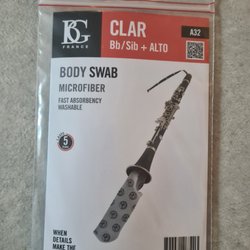 BG
FRANCE
CLAR
Bb/Sib + ALTO
A32
BODY SWAB
MICROFIBER
FAST ABSORBENCY
WASHABLE
5
WHEN
DETAILS
MAKE THE